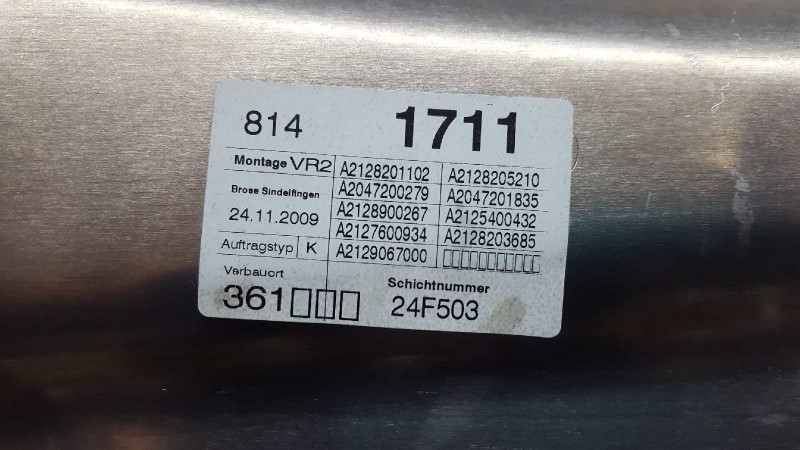 814 1711
Montage VR2 A2128201102 A2128205210
Brose Sindelfingen A2047200279 A2047201835
24.11.2009 A2128900267 A2125400432
A2127600934 A2128203685
Auftragstyp K A2129067000 □□□□□□□□□□□
Verbauort Schichtnummer
361□□□ 24F503